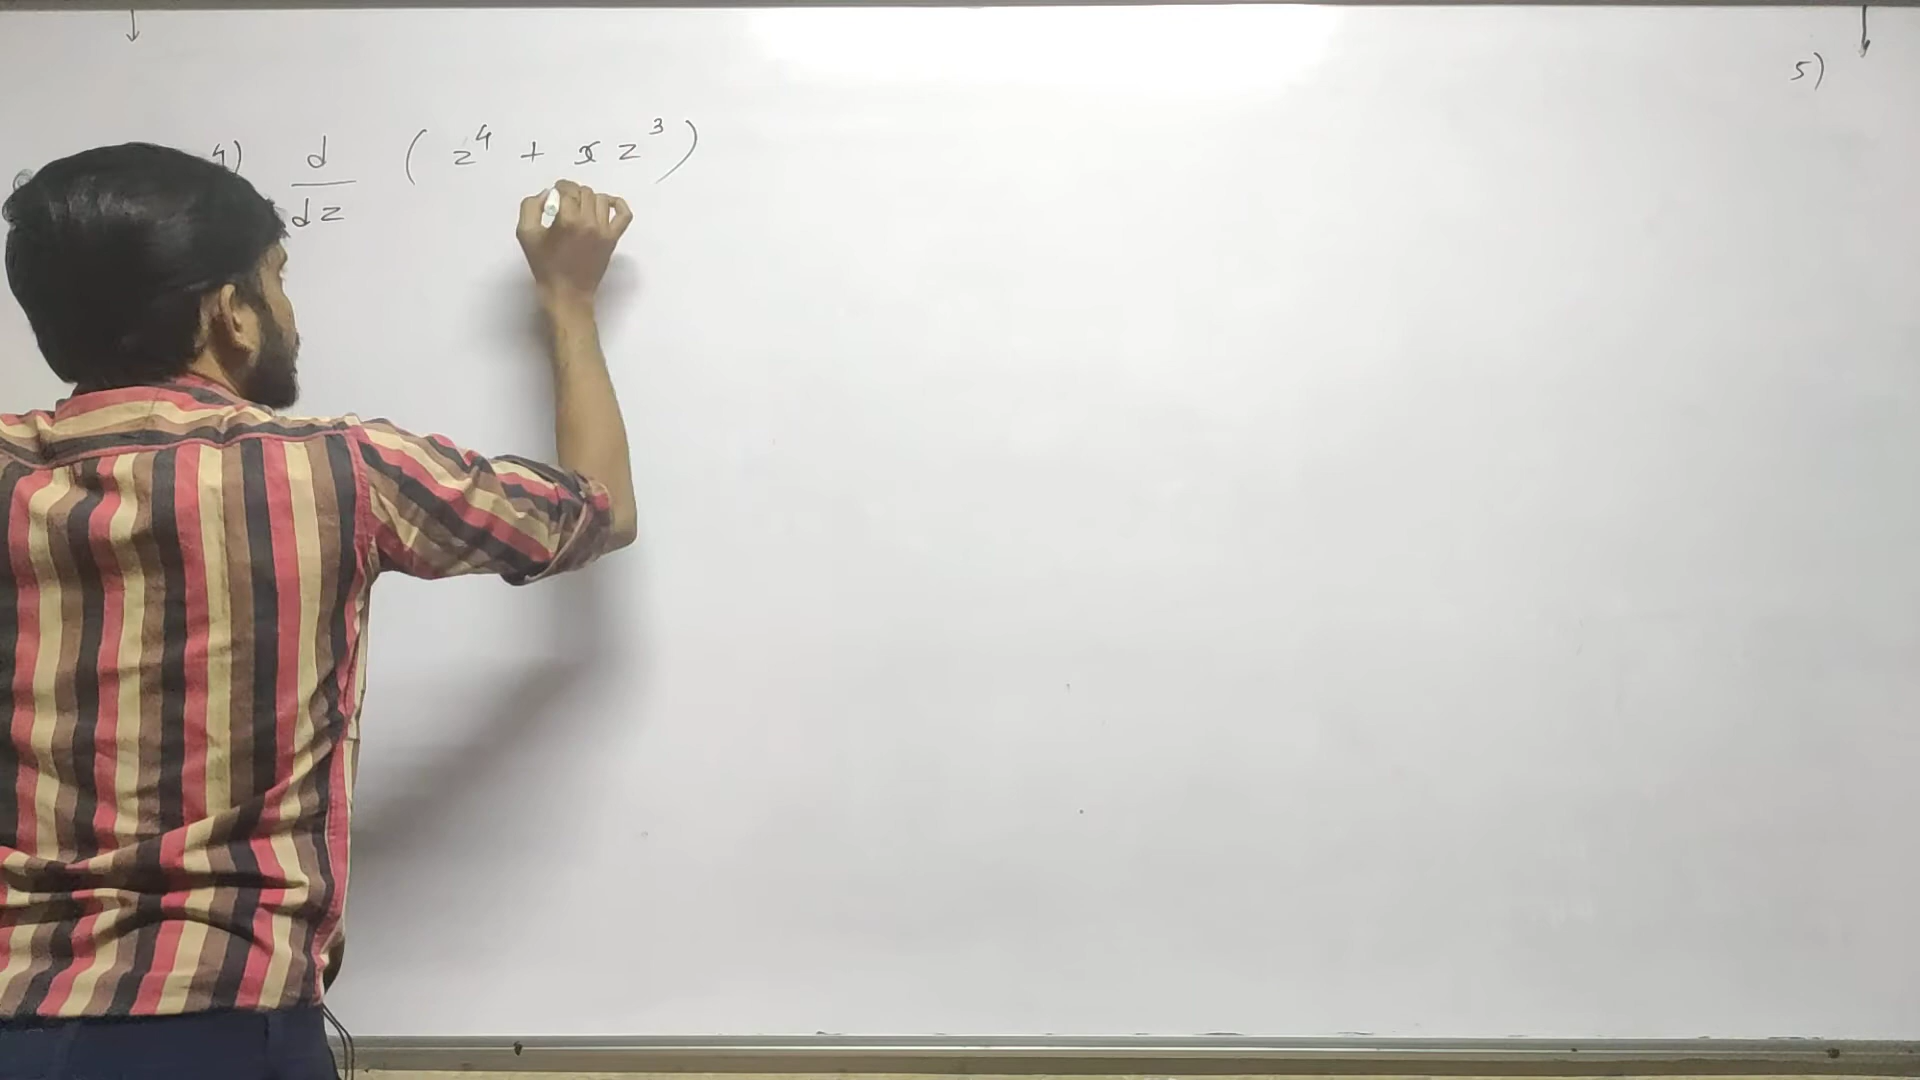 4) d/dz ( z⁴ + x z³ )
5)